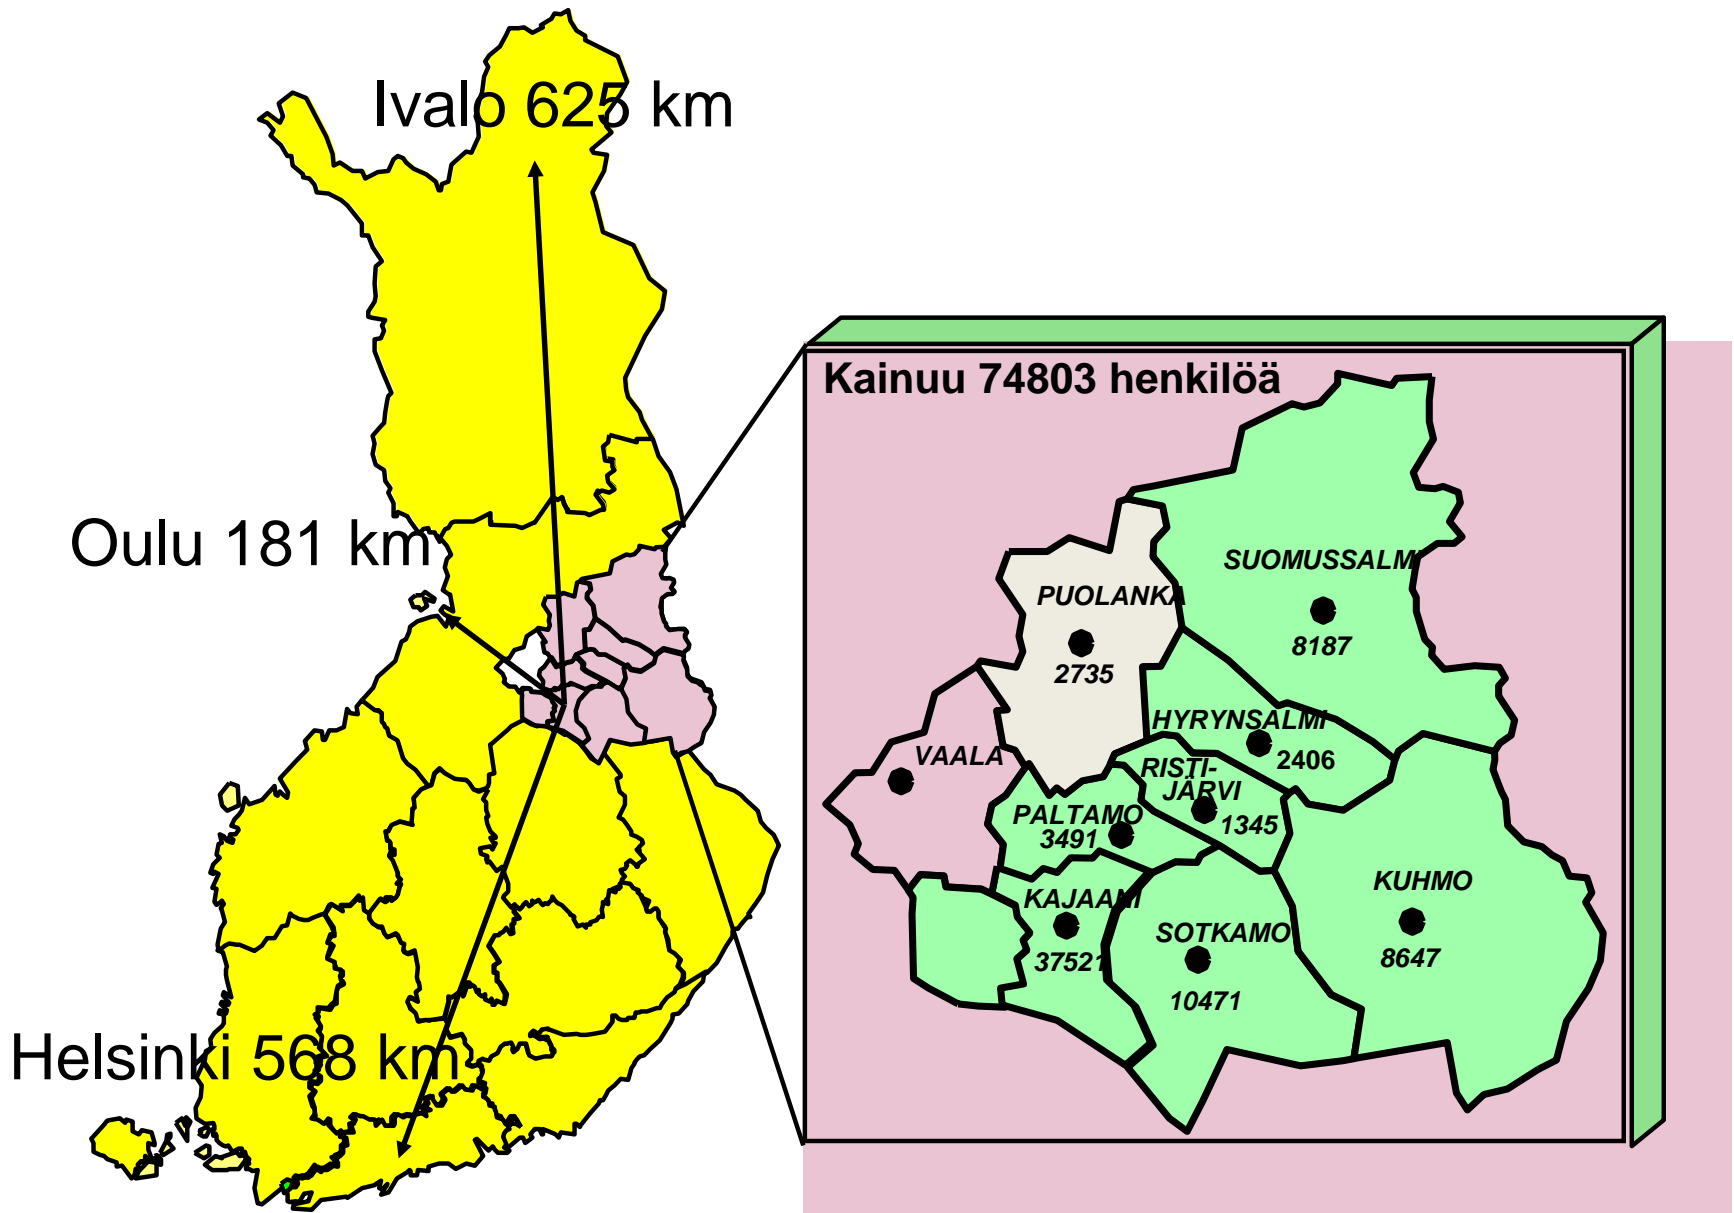 Ivalo 625 km
Oulu 181 km
Helsinki 568 km
Kainuu 74803 henkilöä
SUOMUSSALMI
8187
PUOLANKA
2735
HYRYNSALMI
2406
VAALA
RISTI-
JÄRVI
1345
PALTAMO
3491
KAJAANI
37521
SOTKAMO
10471
KUHMO
8647